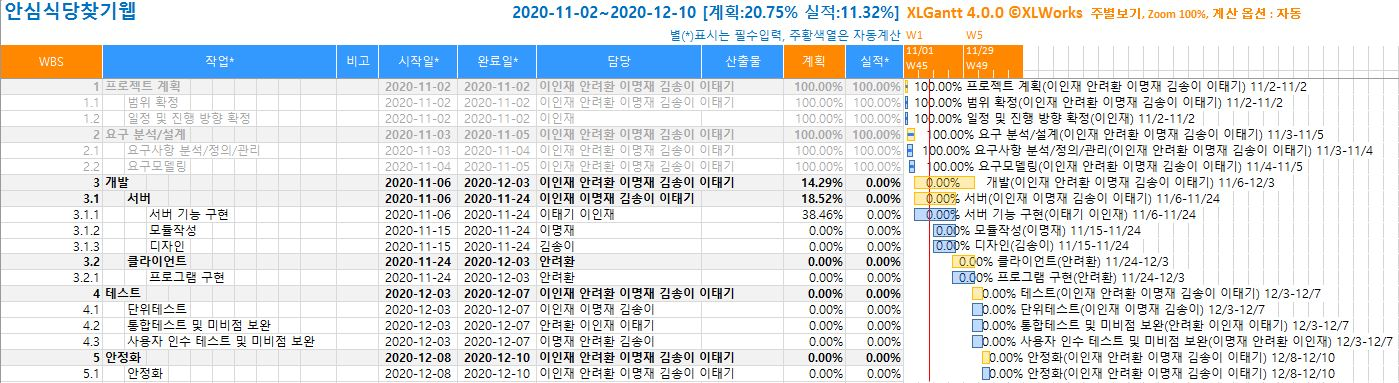 안심식당찾기웹 2020-11-02~2020-12-10 [계획:20.75% 실적:11.32%] XLGantt 4.0.0 ©XLWorks 주별보기, Zoom 100%, 계산 옵션 : 자동
별(*)표시는 필수입력, 주황색열은 자동계산 W1 W5
WBS 작업* 비고 시작일* 완료일* 담당 산출물 계획 실적* 11/01 11/29
W45 W49
1 프로젝트 계획 2020-11-02 2020-11-02 이인재 안려환 이명재 김송이 이태기 100.00% 100.00% 100.00% 프로젝트 계획(이인재 안려환 이명재 김송이 이태기) 11/2-11/2
1.1 범위 확정 2020-11-02 2020-11-02 이인재 안려환 이명재 김송이 이태기 100.00% 100.00% 100.00% 범위 확정(이인재 안려환 이명재 김송이 이태기) 11/2-11/2
1.2 일정 및 진행 방향 확정 2020-11-02 2020-11-02 이인재 100.00% 100.00% 100.00% 일정 및 진행 방향 확정(이인재) 11/2-11/2
2 요구 분석/설계 2020-11-03 2020-11-05 이인재 안려환 이명재 김송이 이태기 100.00% 100.00% 100.00% 요구 분석/설계(이인재 안려환 이명재 김송이 이태기) 11/3-11/5
2.1 요구사항 분석/정의/관리 2020-11-03 2020-11-04 이인재 안려환 이명재 김송이 이태기 100.00% 100.00% 100.00% 요구사항 분석/정의/관리(이인재 안려환 이명재 김송이 이태기) 11/3-11/4
2.2 요구모델링 2020-11-04 2020-11-05 이인재 안려환 이명재 김송이 이태기 100.00% 100.00% 100.00% 요구모델링(이인재 안려환 이명재 김송이 이태기) 11/4-11/5
3 개발 2020-11-06 2020-12-03 이인재 안려환 이명재 김송이 이태기 14.29% 0.00% 0.00% 개발(이인재 안려환 이명재 김송이 이태기) 11/6-12/3
3.1 서버 2020-11-06 2020-11-24 이인재 이명재 김송이 이태기 18.52% 0.00% 0.00% 서버(이인재 이명재 김송이 이태기) 11/6-11/24
3.1.1 서버 기능 구현 2020-11-06 2020-11-24 이태기 이인재 38.46% 0.00% 0.00% 서버 기능 구현(이태기 이인재) 11/6-11/24
3.1.2 모듈작성 2020-11-15 2020-11-24 이명재 0.00% 0.00% 0.00% 모듈작성(이명재) 11/15-11/24
3.1.3 디자인 2020-11-15 2020-11-24 김송이 0.00% 0.00% 0.00% 디자인(김송이) 11/15-11/24
3.2 클라이언트 2020-11-24 2020-12-03 안려환 0.00% 0.00% 0.00% 클라이언트(안려환) 11/24-12/3
3.2.1 프로그램 구현 2020-11-24 2020-12-03 안려환 0.00% 0.00% 0.00% 프로그램 구현(안려환) 11/24-12/3
4 테스트 2020-12-03 2020-12-07 이인재 안려환 이명재 김송이 이태기 0.00% 0.00% 0.00% 테스트(이인재 안려환 이명재 김송이 이태기) 12/3-12/7
4.1 단위테스트 2020-12-03 2020-12-07 이인재 이명재 김송이 0.00% 0.00% 0.00% 단위테스트(이인재 이명재 김송이) 12/3-12/7
4.2 통합테스트 및 미비점 보완 2020-12-03 2020-12-07 안려환 이인재 이태기 0.00% 0.00% 0.00% 통합테스트 및 미비점 보완(안려환 이인재 이태기) 12/3-12/7
4.3 사용자 인수 테스트 및 미비점 보완 2020-12-03 2020-12-07 이명재 안려환 이인재 0.00% 0.00% 0.00% 사용자 인수 테스트 및 미비점 보완(이명재 안려환 이인재) 12/3-12/7
5 안정화 2020-12-08 2020-12-10 이인재 안려환 이명재 김송이 이태기 0.00% 0.00% 0.00% 안정화(이인재 안려환 이명재 김송이 이태기) 12/8-12/10
5.1 안정화 2020-12-08 2020-12-10 이인재 안려환 이명재 김송이 이태기 0.00% 0.00% 0.00% 안정화(이인재 안려환 이명재 김송이 이태기) 12/8-12/10